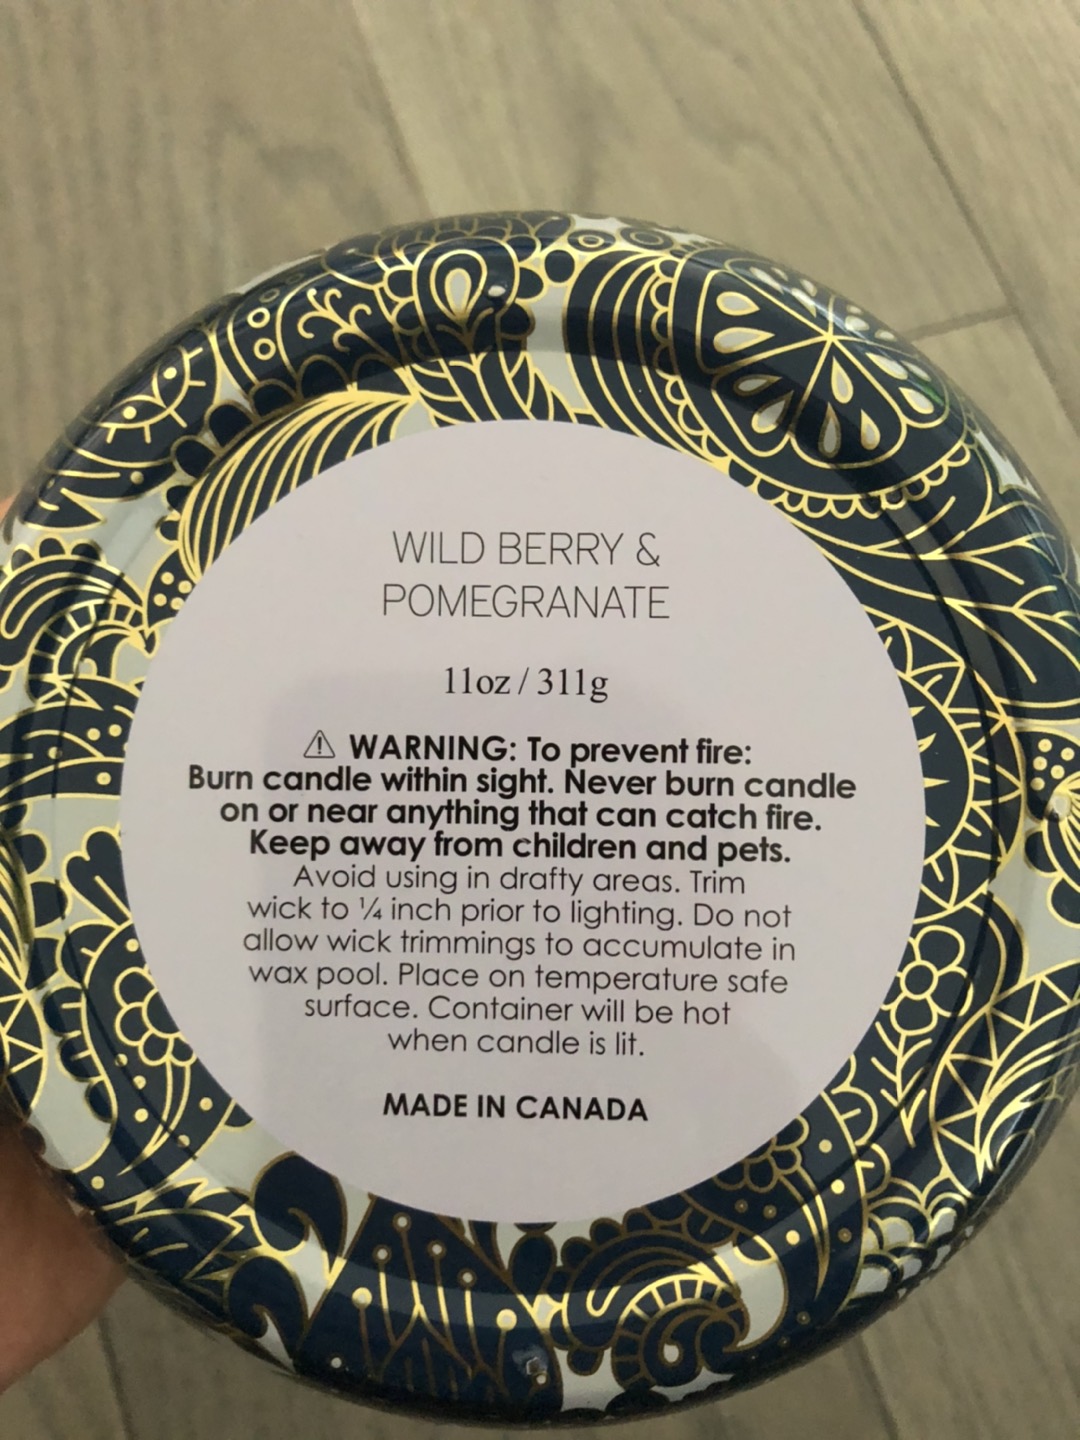 WILD BERRY &
POMEGRANATE
11oz / 311g
⚠ WARNING: To prevent fire:
Burn candle within sight. Never burn candle
on or near anything that can catch fire.
Keep away from children and pets.
Avoid using in drafty areas. Trim
wick to ¼ inch prior to lighting. Do not
allow wick trimmings to accumulate in
wax pool. Place on temperature safe
surface. Container will be hot
when candle is lit.
MADE IN CANADA